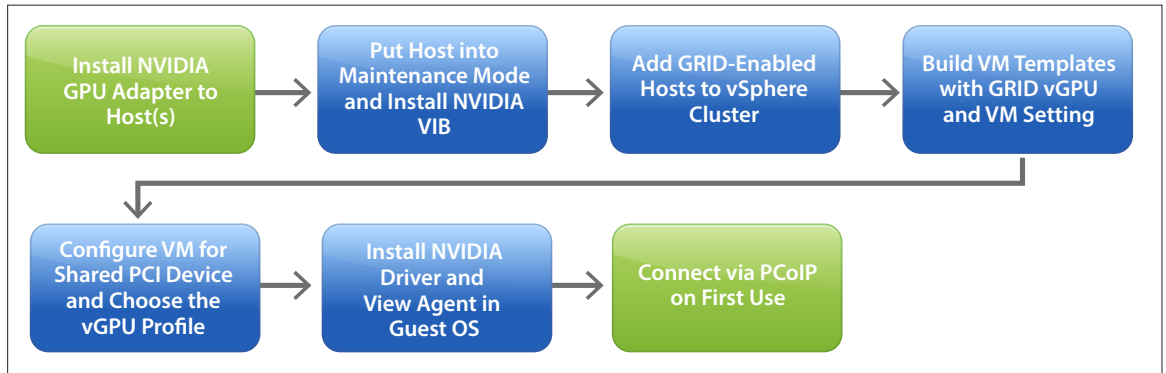 Install NVIDIA
GPU Adapter to
Host(s)
Put Host into
Maintenance Mode
and Install NVIDIA
VIB
Add GRID-Enabled
Hosts to vSphere
Cluster
Build VM Templates
with GRID vGPU
and VM Setting
Configure VM for
Shared PCI Device
and Choose the
vGPU Profile
Install NVIDIA
Driver and
View Agent in
Guest OS
Connect via PCoIP
on First Use